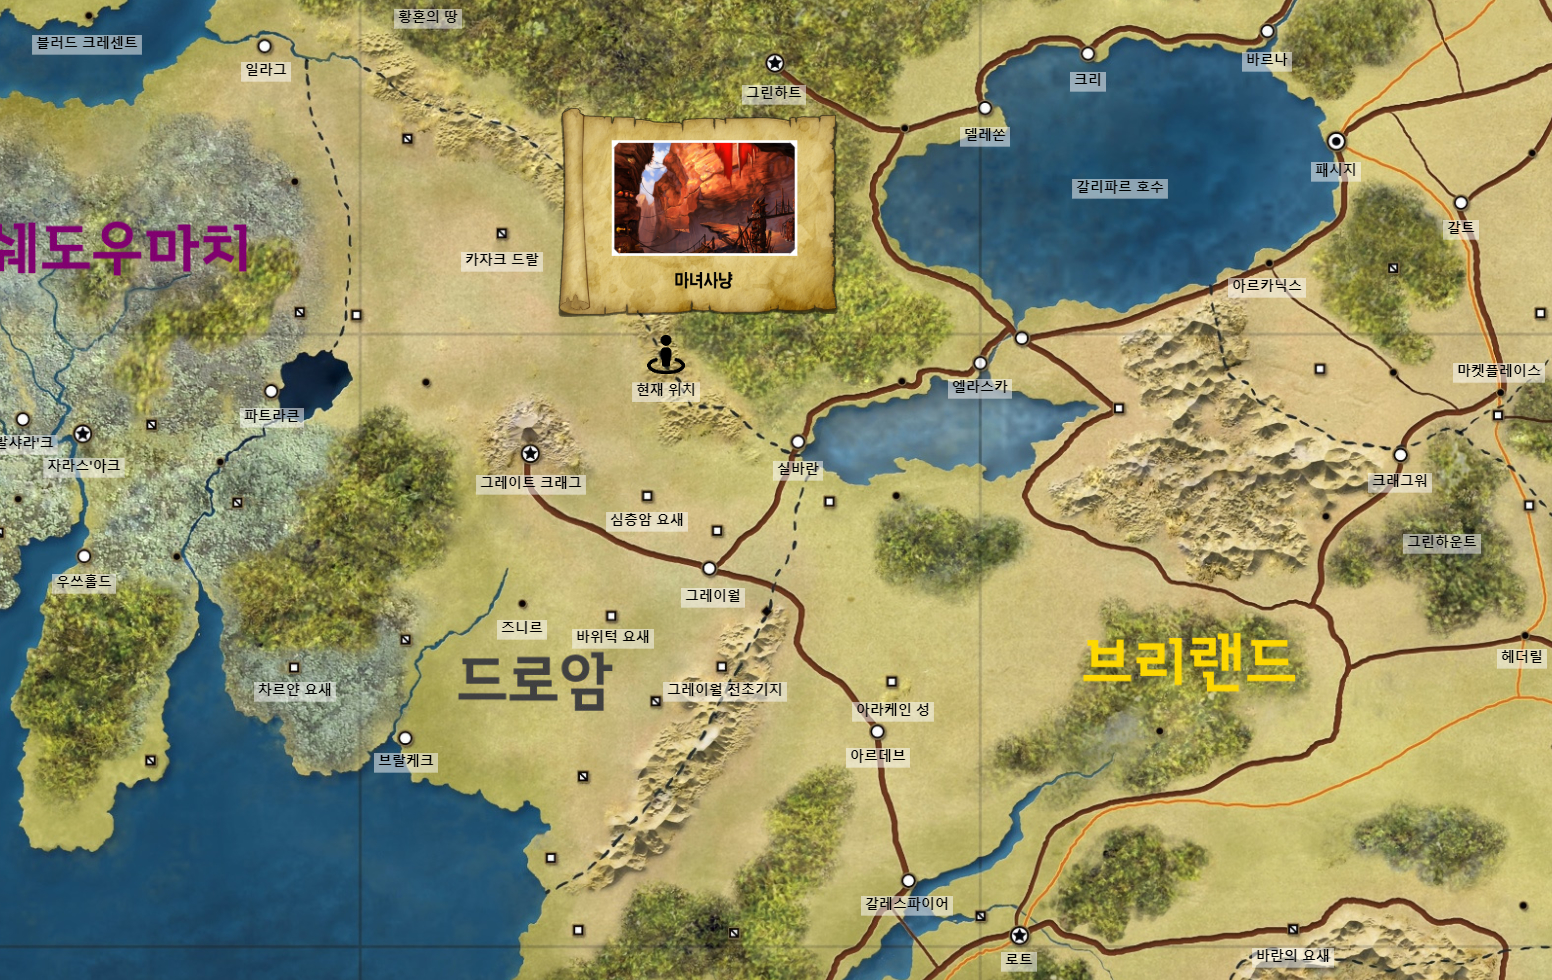 황혼의 땅
블러드 크레센트
일라그
바르나
크리
그린하트
델레쏜
패시지
갈리파르 호수
갈트
쉐도우마치
카자크 드랄
마녀사냥
아르카닉스
마켓플레이스
현재 위치
엘라스카
파트라큰
발샤라'크
자라스'아크
실바란
그레이트 크래그
크래그워
심층암 요새
그린하운트
우쓰홀드
그레이월
즈니르
바위턱 요새
브리랜드
헤더릴
드로암
차르얀 요새
그레이월 전초기지
아라케인 성
아르데브
브랄케크
갈레스파이어
로트
바란의 요새